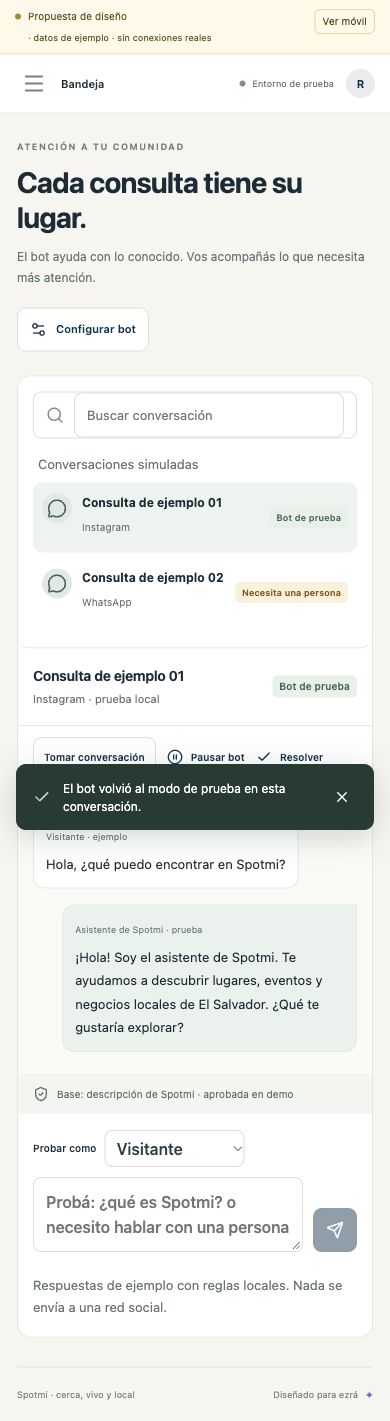 Propuesta de diseño
· datos de ejemplo · sin conexiones reales
Ver móvil
Bandeja
Entorno de prueba
R
ATENCIÓN A TU COMUNIDAD
Cada consulta tiene su
lugar.
El bot ayuda con lo conocido. Vos acompañás lo que necesita
más atención.
Configurar bot
Buscar conversación
Conversaciones simuladas
Consulta de ejemplo 01
Instagram
Bot de prueba
Consulta de ejemplo 02
WhatsApp
Necesita una persona
Consulta de ejemplo 01
Instagram · prueba local
Bot de prueba
Tomar conversación
Pausar bot
Resolver
El bot volvió al modo de prueba en esta
conversación.
Visitante · ejemplo
Hola, ¿qué puedo encontrar en Spotmi?
Asistente de Spotmi · prueba
¡Hola! Soy el asistente de Spotmi. Te
ayudamos a descubrir lugares, eventos y
negocios locales de El Salvador. ¿Qué te
gustaría explorar?
Base: descripción de Spotmi · aprobada en demo
Probar como
Visitante
Probá: ¿qué es Spotmi? o
necesito hablar con una persona
Respuestas de ejemplo con reglas locales. Nada se
envía a una red social.
Spotmi · cerca, vivo y local
Diseñado para ezrá